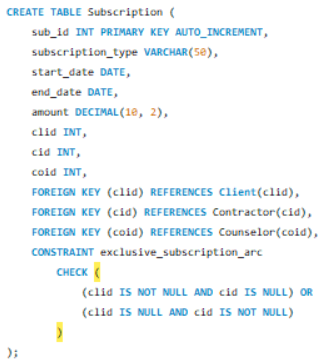 CREATE TABLE Subscription (
sub_id INT PRIMARY KEY AUTO_INCREMENT,
subscription_type VARCHAR(50),
start_date DATE,
end_date DATE,
amount DECIMAL(10, 2),
clid INT,
cid INT,
coid INT,
FOREIGN KEY (clid) REFERENCES Client(clid),
FOREIGN KEY (cid) REFERENCES Contractor(cid),
FOREIGN KEY (coid) REFERENCES Counselor(coid),
CONSTRAINT exclusive_subscription_arc
CHECK (
(clid IS NOT NULL AND cid IS NULL) OR
(clid IS NULL AND cid IS NOT NULL)
)
);